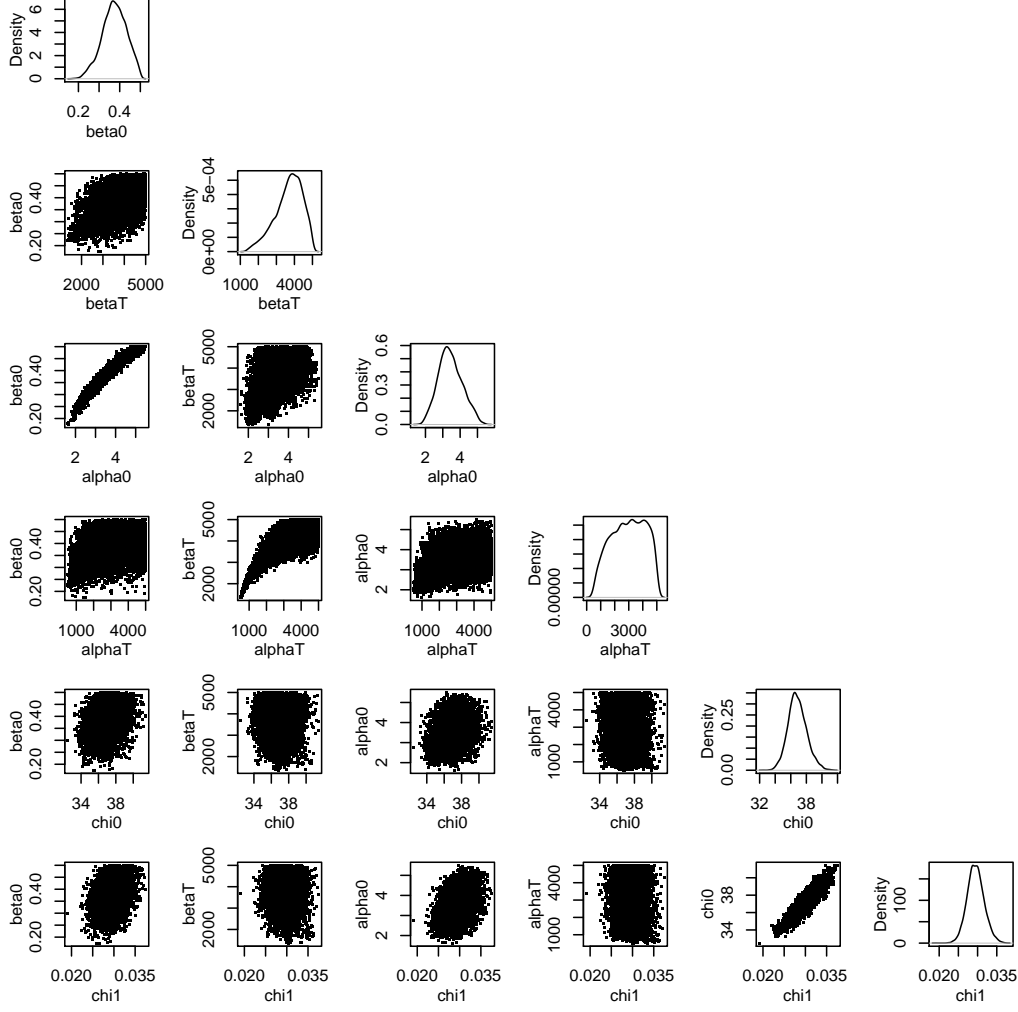 Density
0 2 4 6
0.2 0.4
beta0
beta0
0.20 0.40
2000 5000
betaT
Density
0e+00 5e−04
1000 4000
betaT
beta0
0.20 0.40
2 4
alpha0
betaT
2000 5000
2 4
alpha0
Density
0.0 0.3 0.6
2 4
alpha0
beta0
0.20 0.40
1000 4000
alphaT
betaT
2000 5000
1000 4000
alphaT
alpha0
2 4
1000 4000
alphaT
Density
0.00000
0 3000
alphaT
beta0
0.20 0.40
34 38
chi0
betaT
2000 5000
34 38
chi0
alpha0
2 4
34 38
chi0
alphaT
1000 4000
34 38
chi0
Density
0.00 0.25
32 38
chi0
beta0
0.20 0.40
0.020 0.035
chi1
betaT
2000 5000
0.020 0.035
chi1
alpha0
2 4
0.020 0.035
chi1
alphaT
1000 4000
0.020 0.035
chi1
chi0
34 38
0.020 0.035
chi1
Density
0 100
0.020 0.035
chi1